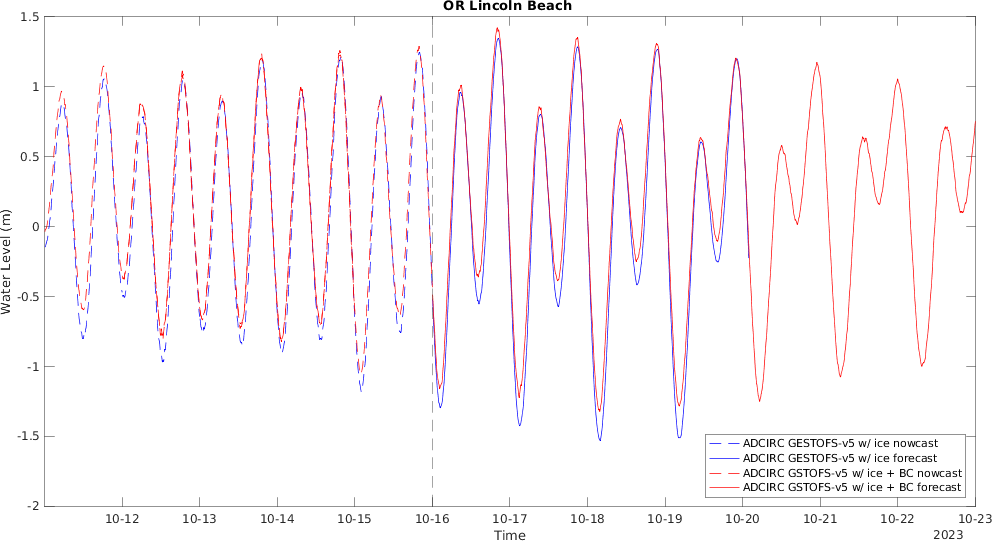 OR Lincoln Beach
1.5
1
0.5
0
-0.5
-1
-1.5
-2
Water Level (m)
ADCIRC GESTOFS-v5 w/ ice nowcast
ADCIRC GESTOFS-v5 w/ ice forecast
ADCIRC GSTOFS-v5 w/ ice + BC nowcast
ADCIRC GSTOFS-v5 w/ ice + BC forecast
10-12 10-13 10-14 10-15 10-16 10-17 10-18 10-19 10-20 10-21 10-22 10-23
Time
2023